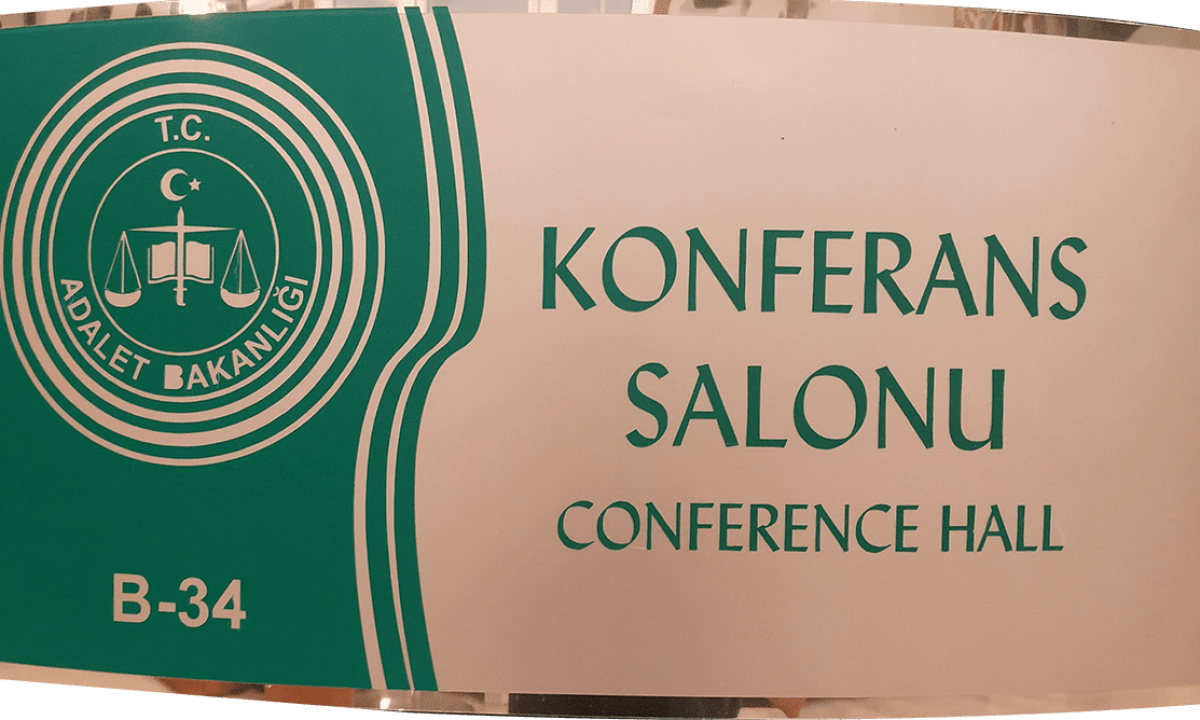 T.C.
ADALET BAKANLIĞI
B-34
KONFERANS
SALONU
CONFERENCE HALL